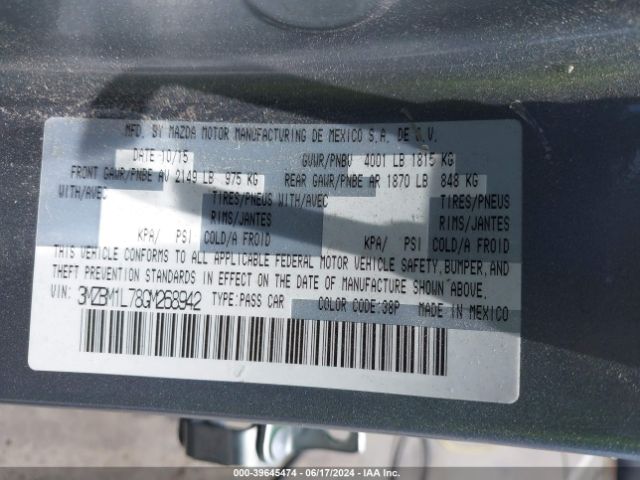 MFD. BY MAZDA MOTOR MANUFACTURING DE MEXICO S.A. DE C.V.
DATE 10/15 GVWR/PNBV 4001 LB 1815 KG
FRONT GAWR/PNBE AV 2149 LB 975 KG REAR GAWR/PNBE AR 1870 LB 848 KG
WITH/AVEC TIRES/PNEUS WITH/AVEC TIRES/PNEUS
RIMS/JANTES RIMS/JANTES
KPA/ PSI COLD/A FROID KPA/ PSI COLD/A FROID
THIS VEHICLE CONFORMS TO ALL APPLICABLE FEDERAL MOTOR VEHICLE SAFETY, BUMPER, AND
THEFT PREVENTION STANDARDS IN EFFECT ON THE DATE OF MANUFACTURE SHOWN ABOVE.
VIN: 3MZBM1L78GM268942 TYPE:PASS CAR COLOR CODE:38P MADE IN MEXICO
000-39645474 | 06/17/2024 | IAA Inc.